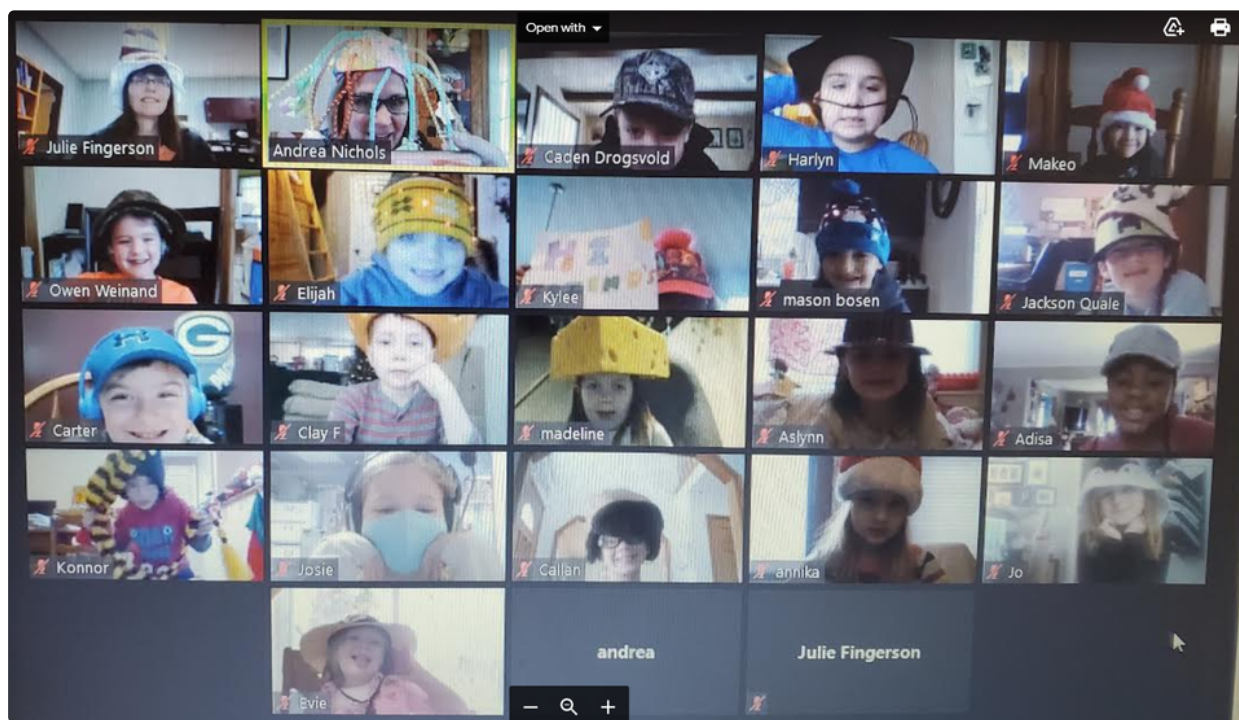 Open with
Julie Fingerson
Andrea Nichols
Caden Drogsvold
Harlyn
Makeo
Owen Weinand
Elijah
HI
Kylee
mason bosen
Jackson Quale
G
Carter
Clay F
madeline
Aslynn
Adisa
Konnor
Josie
Callan
annika
Jo
Evie
andrea
Julie Fingerson